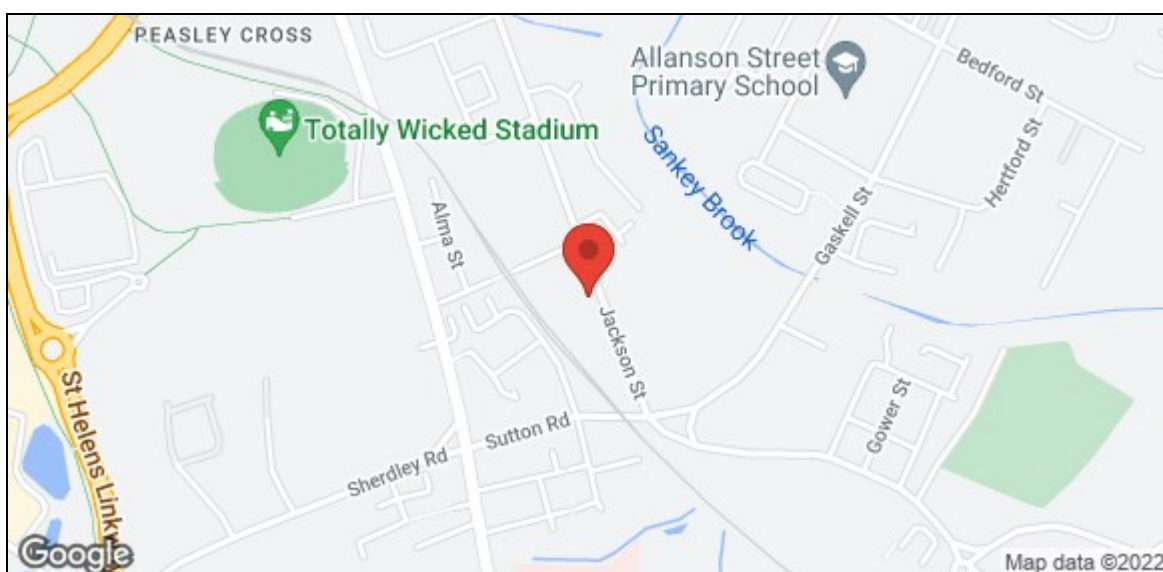 PEASLEY CROSS
Allanson Street
Primary School
Bedford St
Totally Wicked Stadium
Hertford St
Sankey Brook
Alma St
Gaskell St
Jackson St
St Helens Linkw
Gower St
Sutton Rd
Sherdley Rd
Google
Map data ©2022